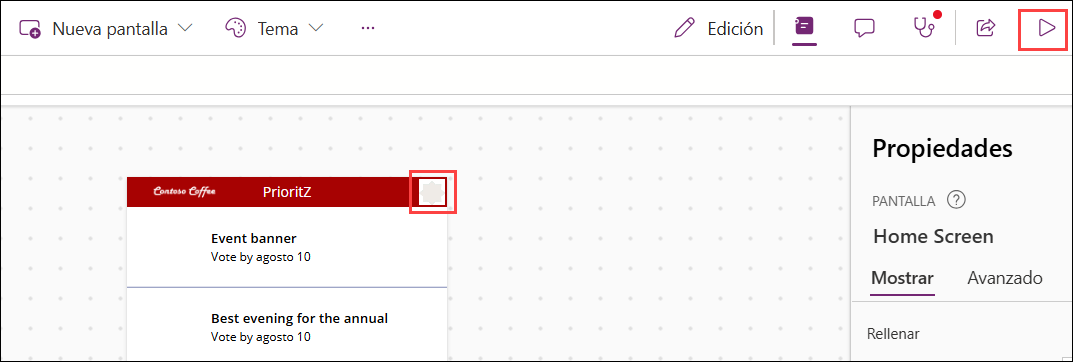 Nueva pantalla Tema ... Edición
Propiedades
Contoso Coffee PrioritZ
PANTALLA ?
Home Screen
Event banner
Vote by agosto 10
Mostrar Avanzado
Best evening for the annual
Vote by agosto 10
Rellenar